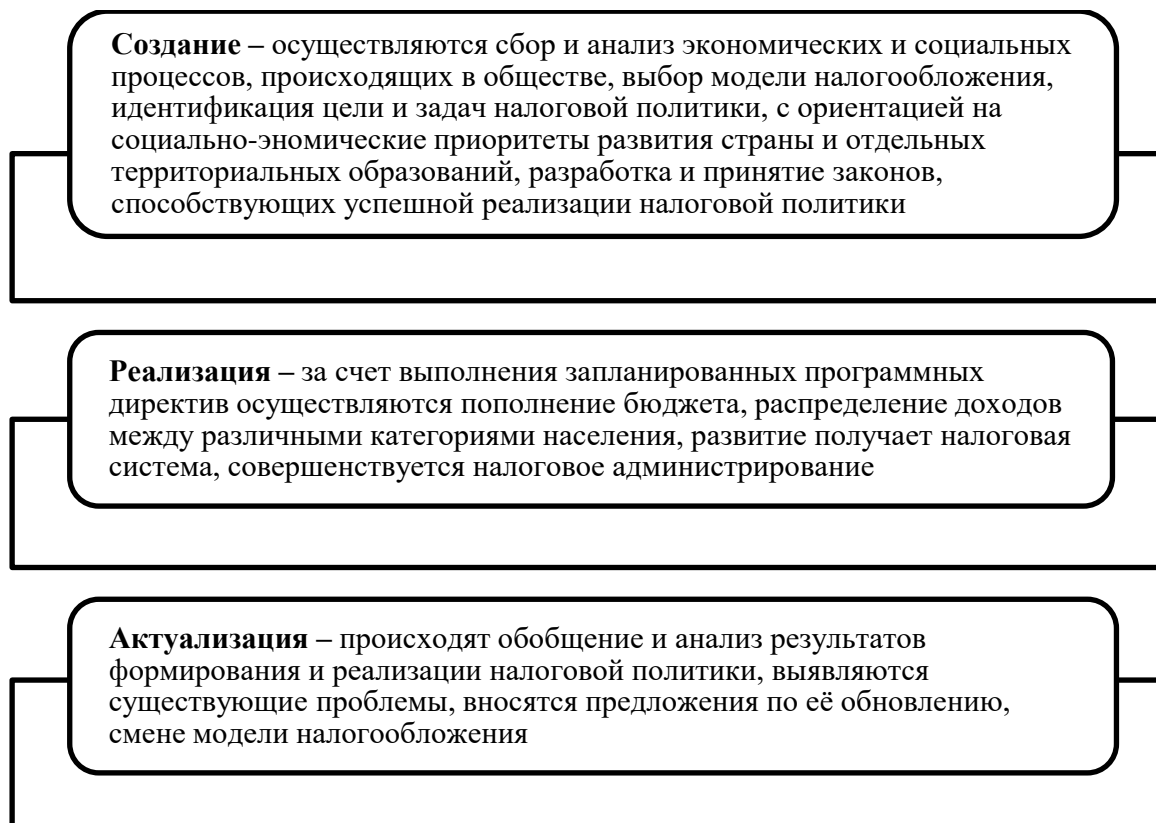 Создание – осуществляются сбор и анализ экономических и социальных
процессов, происходящих в обществе, выбор модели налогообложения,
идентификация цели и задач налоговой политики, с ориентацией на
социально-эномические приоритеты развития страны и отдельных
территориальных образований, разработка и принятие законов,
способствующих успешной реализации налоговой политики
Реализация – за счет выполнения запланированных программных
директив осуществляются пополнение бюджета, распределение доходов
между различными категориями населения, развитие получает налоговая
система, совершенствуется налоговое администрирование
Актуализация – происходят обобщение и анализ результатов
формирования и реализации налоговой политики, выявляются
существующие проблемы, вносятся предложения по её обновлению,
смене модели налогообложения